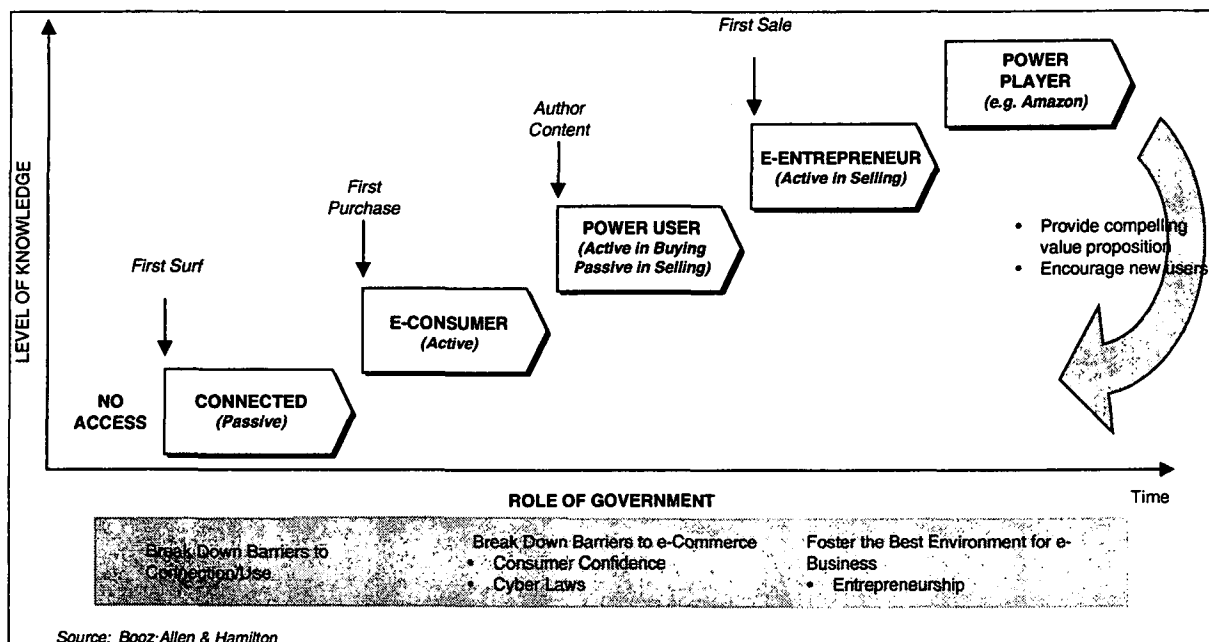 First Sale
POWER
PLAYER
(e.g. Amazon)
Author
Content
E-ENTREPRENEUR
(Active in Selling)
First
Purchase
POWER USER
(Active in Buying
Passive in Selling)
• Provide compelling
value proposition
• Encourage new users
First Surf
E-CONSUMER
(Active)
LEVEL OF KNOWLEDGE
NO
ACCESS
CONNECTED
(Passive)
Time
ROLE OF GOVERNMENT
Break Down Barriers to
Connection/Use
Break Down Barriers to e-Commerce
• Consumer Confidence
• Cyber Laws
Foster the Best Environment for e-
Business
• Entrepreneurship
Source: Booz·Allen & Hamilton